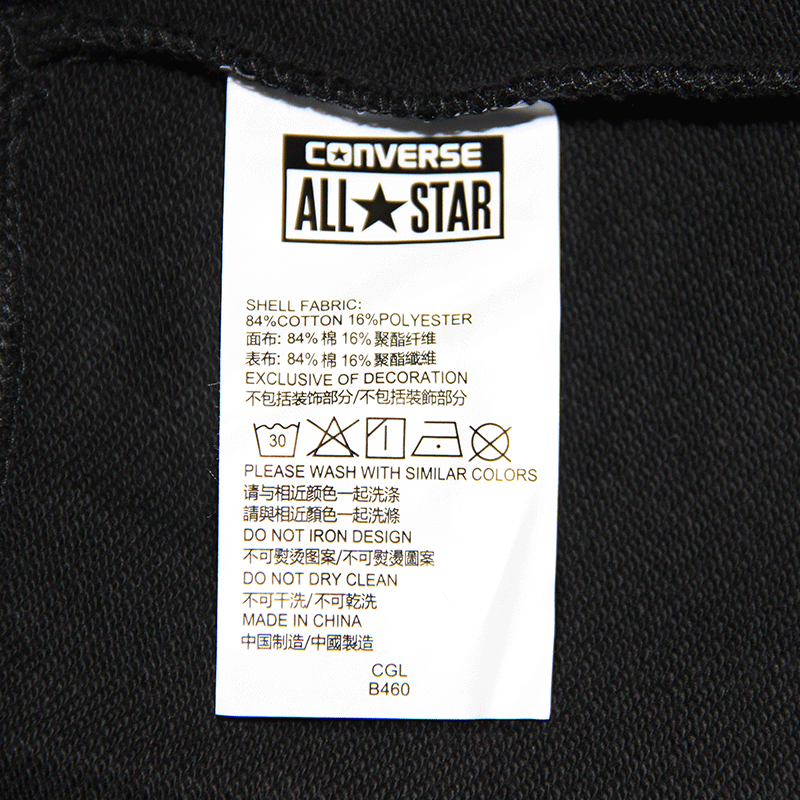 CONVERSE
ALL★STAR
SHELL FABRIC:
84%COTTON 16%POLYESTER
面布: 84%棉 16%聚酯纤维
表布: 84%棉 16%聚酯纖維
EXCLUSIVE OF DECORATION
不包括装饰部分/不包括裝飾部分
30
PLEASE WASH WITH SIMILAR COLORS
请与相近颜色一起洗涤
請與相近顏色一起洗滌
DO NOT IRON DESIGN
不可熨烫图案/不可熨燙圖案
DO NOT DRY CLEAN
不可干洗/不可乾洗
MADE IN CHINA
中国制造/中國製造
CGL
B460